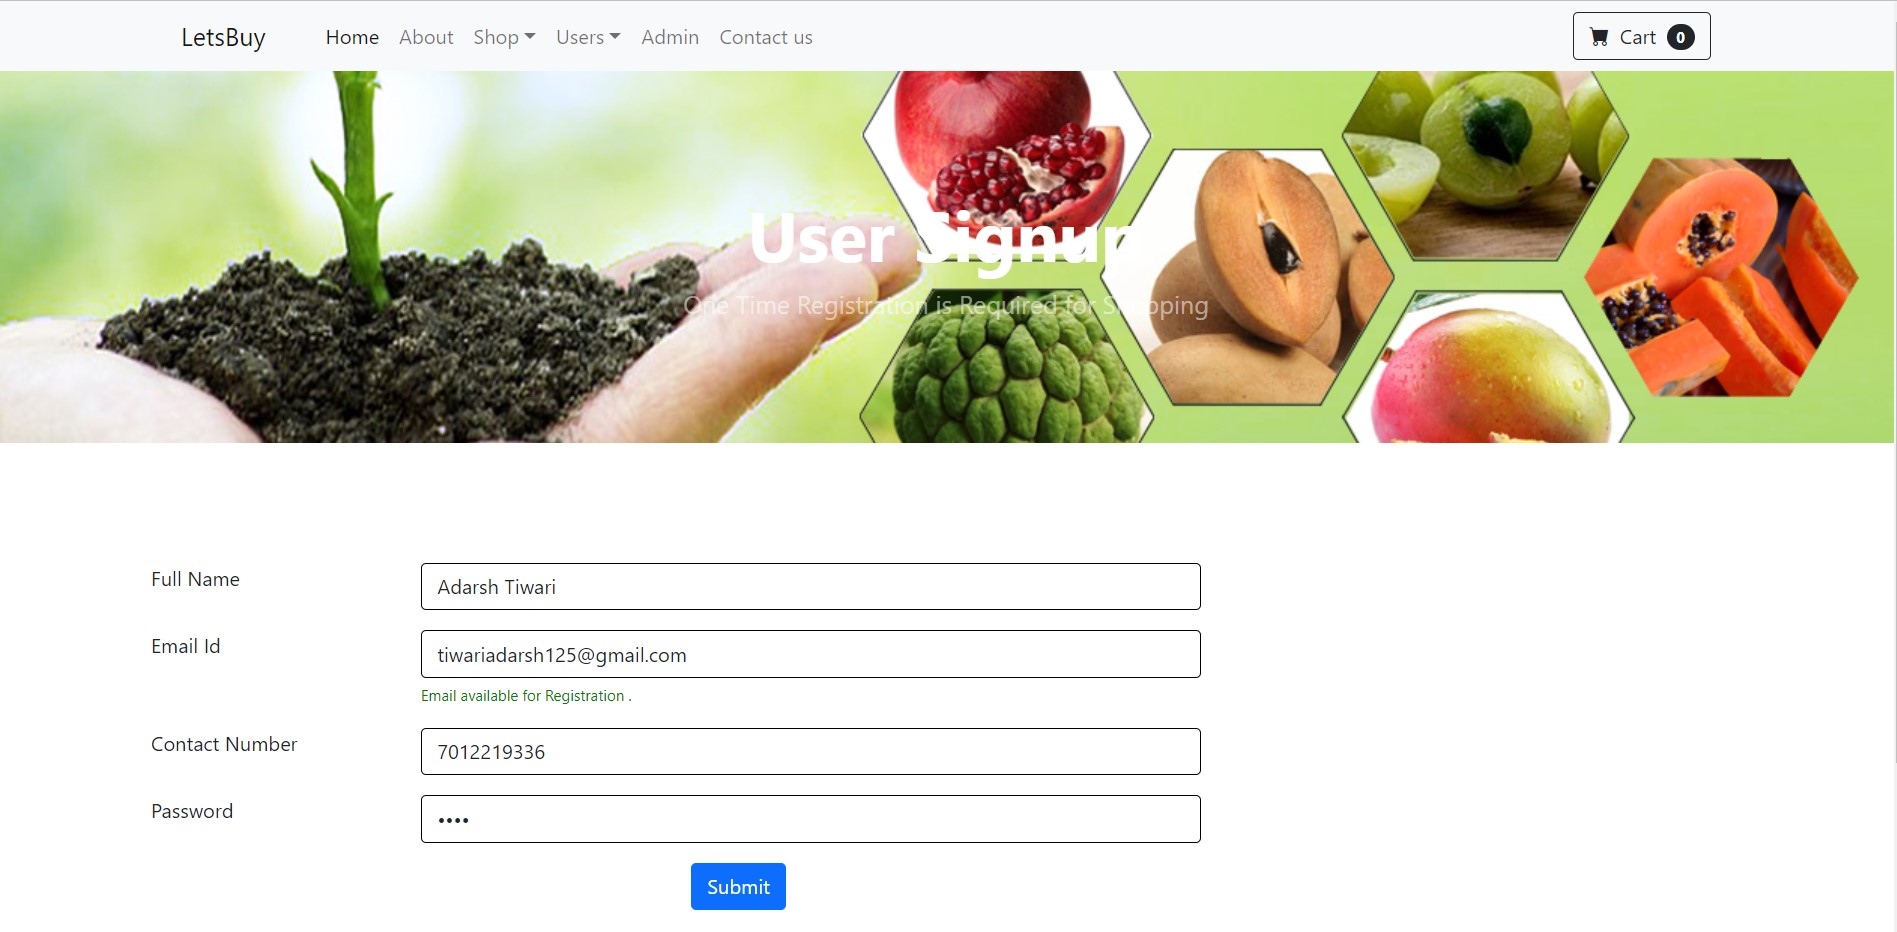 LetsBuy Home About Shop Users Admin Contact us Cart 0
User Signup
One Time Registration is Required for Shopping
Full Name Adarsh Tiwari
Email Id tiwariadarsh125@gmail.com
Email available for Registration .
Contact Number 7012219336
Password ••••
Submit